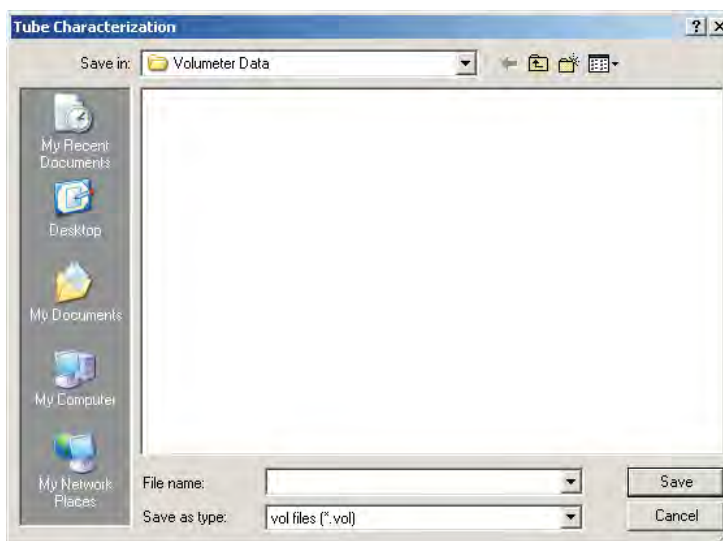 Tube Characterization
Save in: Volumeter Data
My Recent
Documents
Desktop
My Documents
My Computer
My Network
Places
File name:
Save
Save as type: vol files (*.vol)
Cancel